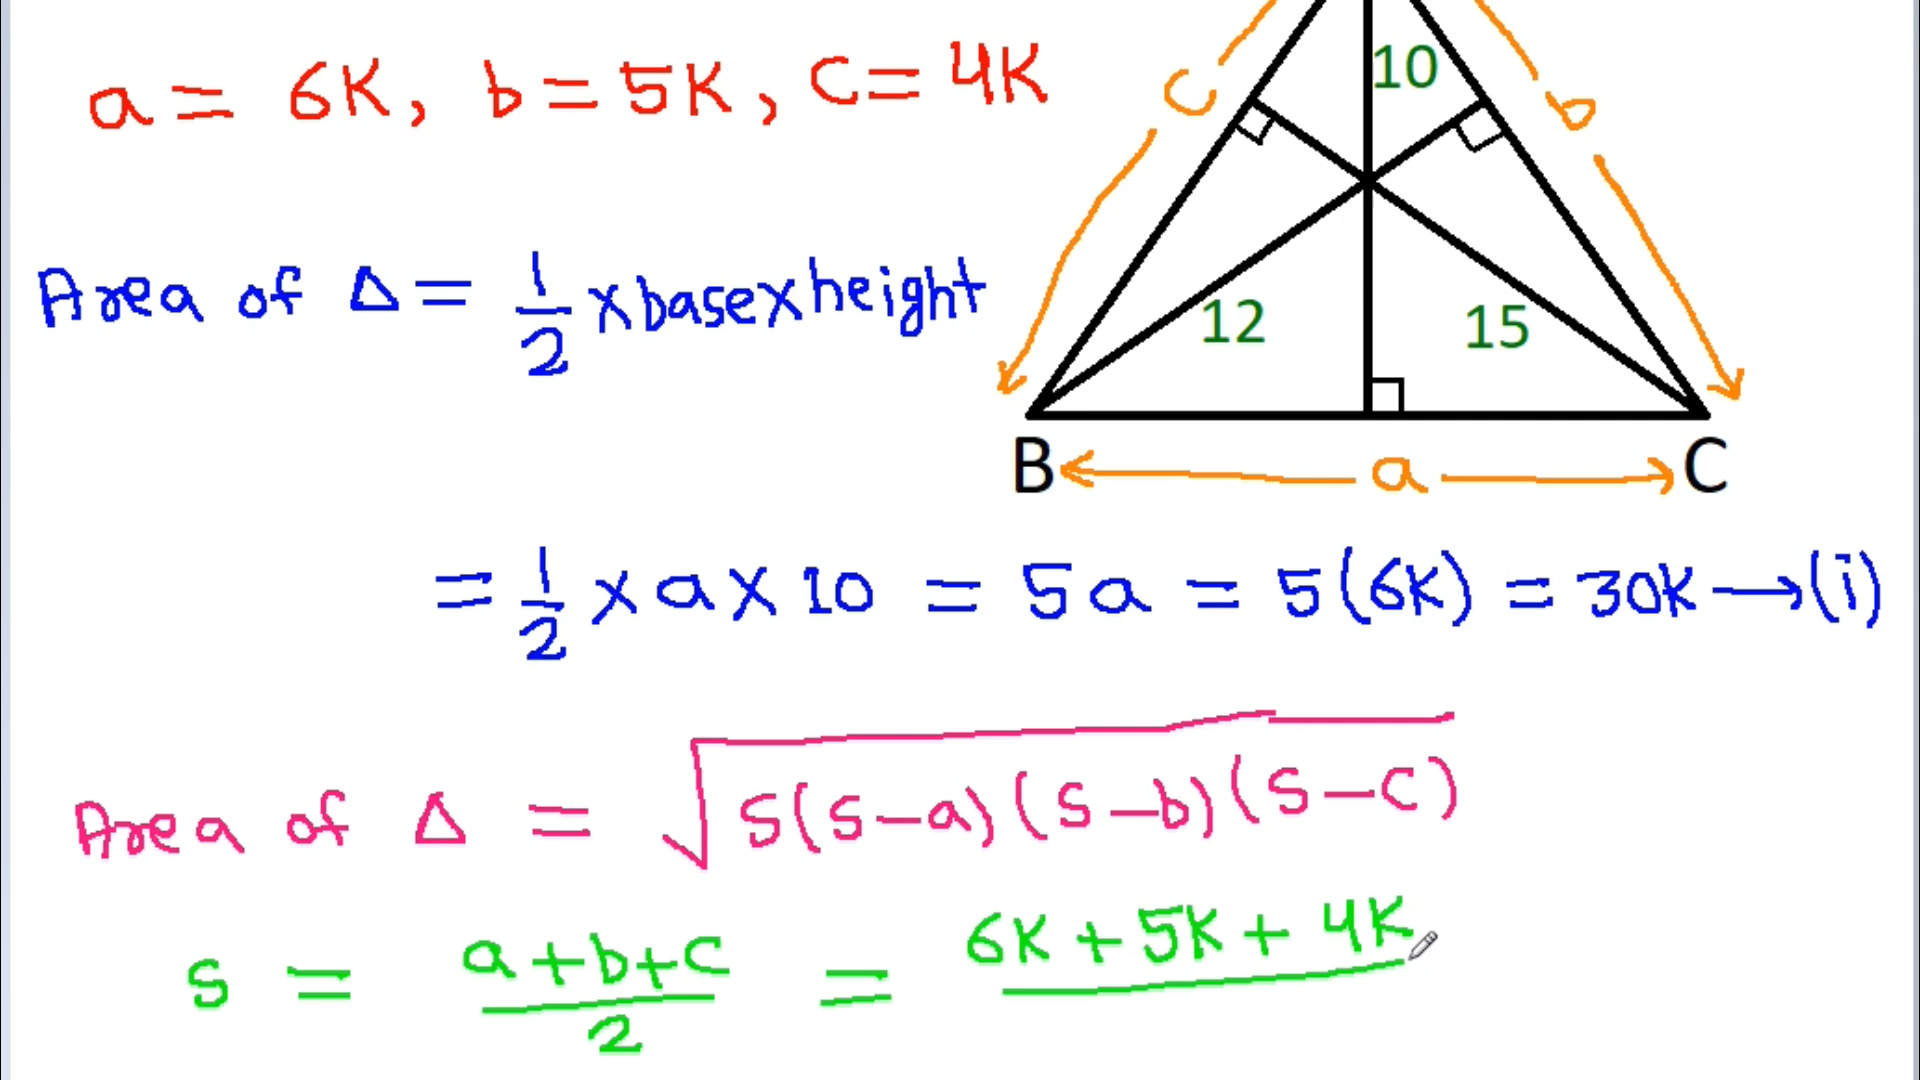 a = 6K, b = 5K, c = 4K
c 10 b
Area of Δ = 1/2 x base x height
12 15
B a C
= 1/2 x a x 10 = 5a = 5(6K) = 30K → (i)
Area of Δ = √S(S-a)(S-b)(S-c)
S = a+b+c/2 = 6K + 5K + 4K